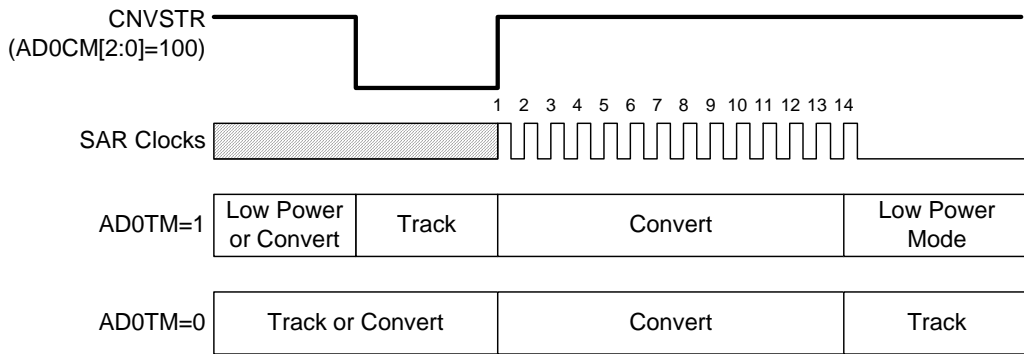 CNVSTR
(AD0CM[2:0]=100)
1 2 3 4 5 6 7 8 9 10 11 12 13 14
SAR Clocks
AD0TM=1
Low Power
or Convert
Track
Convert
Low Power
Mode
AD0TM=0
Track or Convert
Convert
Track